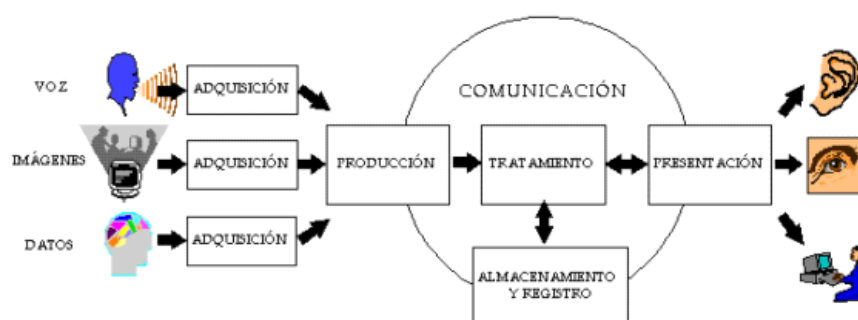 VOZ
ADQUISICIÓN
COMUNICACIÓN
IMÁGENES
ADQUISICIÓN
PRODUCCIÓN
TRATAMIENTO
PRESENTACIÓN
DATOS
ADQUISICIÓN
ALMACENAMIENTO
Y REGISTRO